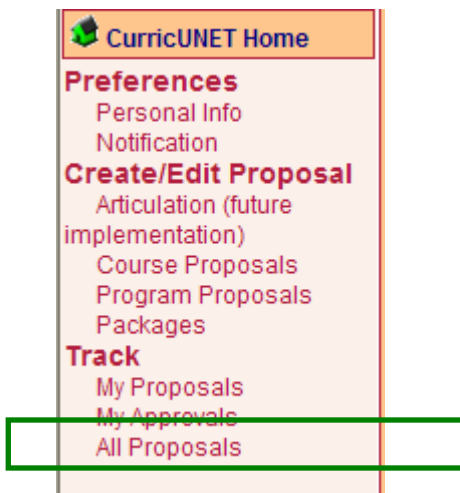 CurricUNET Home
Preferences
Personal Info
Notification
Create/Edit Proposal
Articulation (future
implementation)
Course Proposals
Program Proposals
Packages
Track
My Proposals
My Approvals
All Proposals